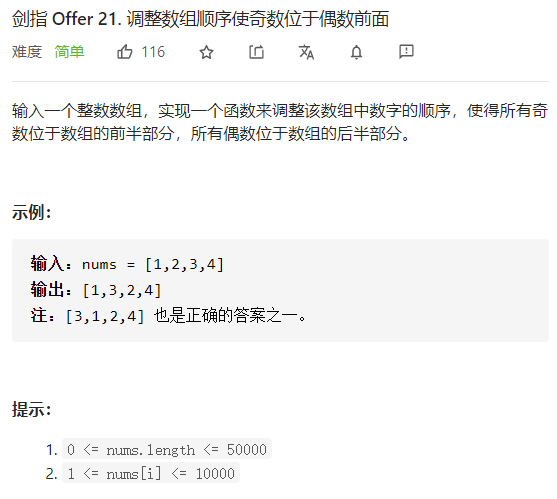 剑指 Offer 21. 调整数组顺序使奇数位于偶数前面
难度 简单 116
输入一个整数数组，实现一个函数来调整该数组中数字的顺序，使得所有奇
数位于数组的前半部分，所有偶数位于数组的后半部分。
示例：
输入：nums = [1,2,3,4]
输出：[1,3,2,4]
注：[3,1,2,4] 也是正确的答案之一。
提示：
1. 0 <= nums.length <= 50000
2. 1 <= nums[i] <= 10000